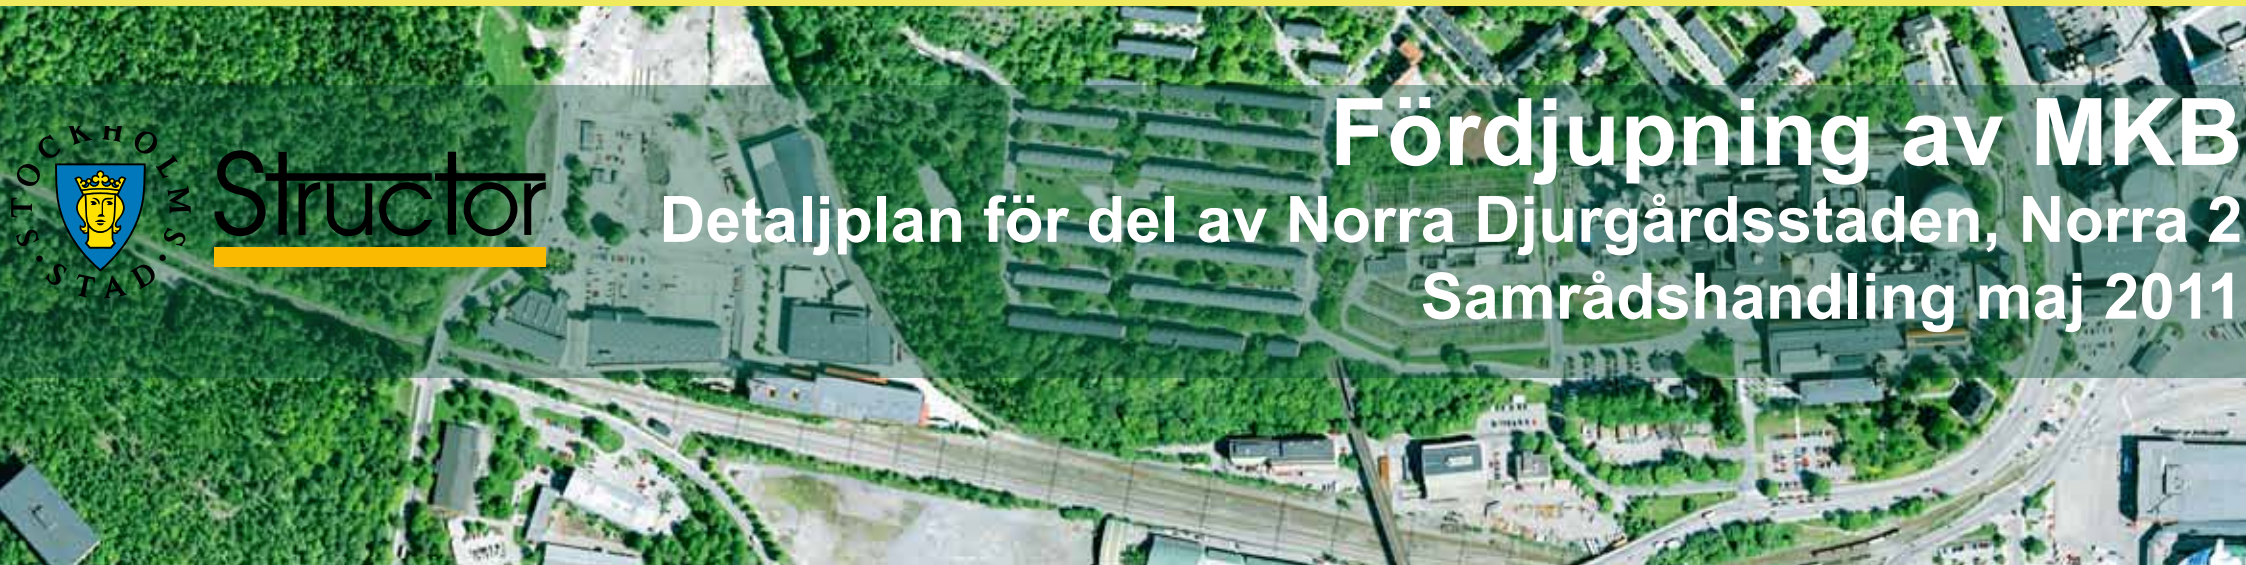 STOCKHOLMS
· STAD ·
Structor
Fördjupning av MKB
Detaljplan för del av Norra Djurgårdsstaden, Norra 2
Samrådshandling maj 2011